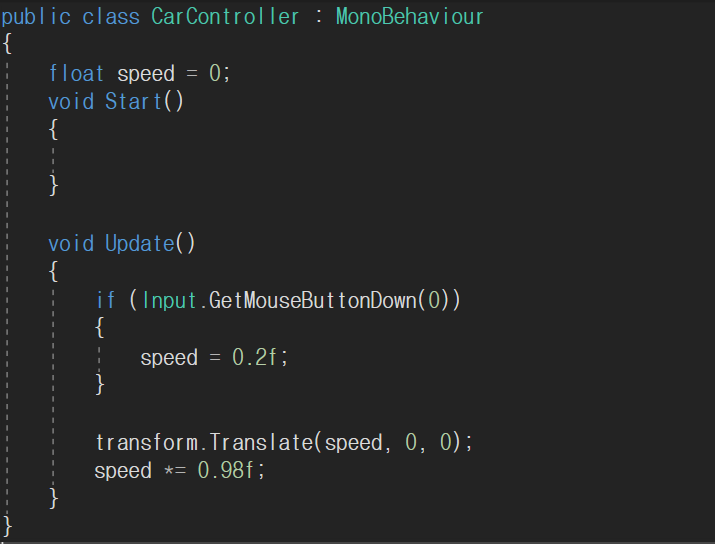 public class CarController : MonoBehaviour
{
    float speed = 0;
    void Start()
    {

    }

    void Update()
    {
        if (Input.GetMouseButtonDown(0))
        {
            speed = 0.2f;
        }

        transform.Translate(speed, 0, 0);
        speed *= 0.98f;
    }
}